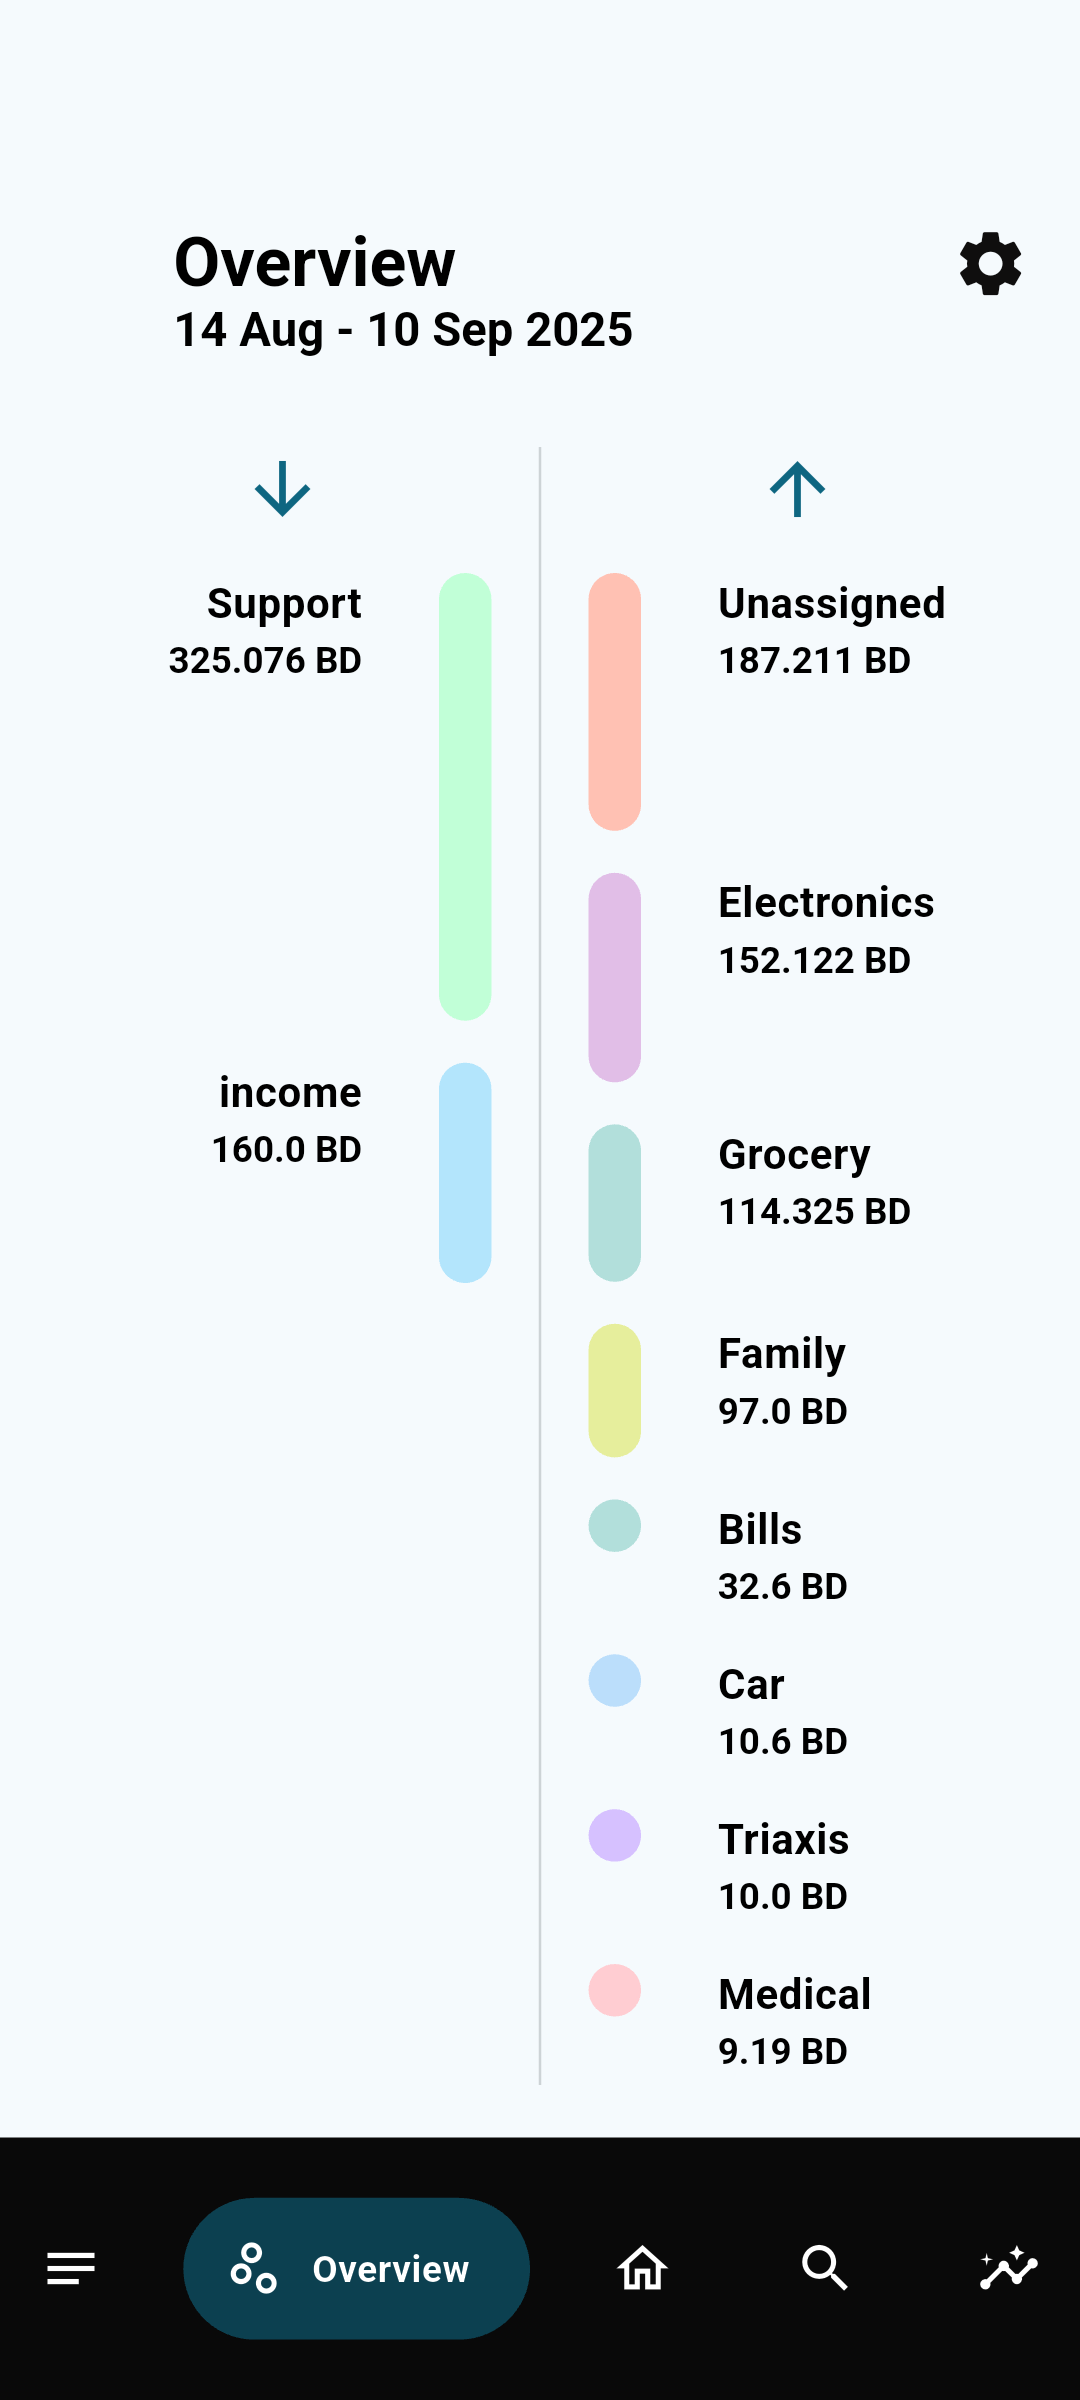 Overview
14 Aug - 10 Sep 2025
Support
325.076 BD
income
160.0 BD
Unassigned
187.211 BD
Electronics
152.122 BD
Grocery
114.325 BD
Family
97.0 BD
Bills
32.6 BD
Car
10.6 BD
Triaxis
10.0 BD
Medical
9.19 BD
Overview